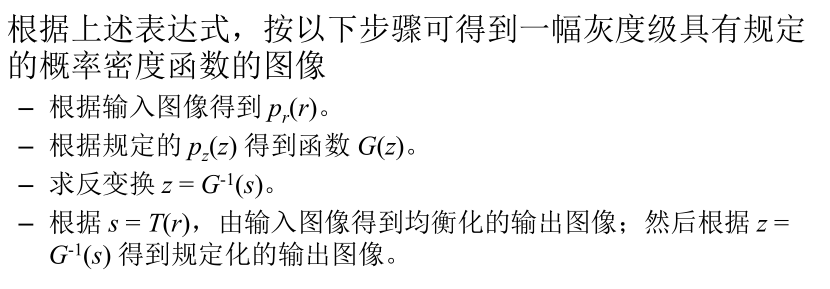 根据上述表达式，按以下步骤可得到一幅灰度级具有规定
的概率密度函数的图像
– 根据输入图像得到 pr(r)。
– 根据规定的 pz(z) 得到函数 G(z)。
– 求反变换 z = G-1(s)。
– 根据 s = T(r)，由输入图像得到均衡化的输出图像；然后根据 z =
G-1(s) 得到规定化的输出图像。